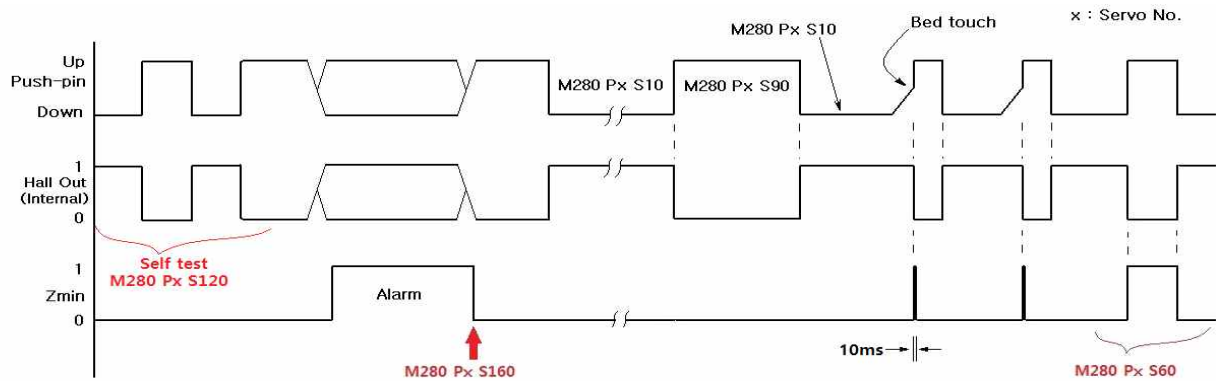 x : Servo No.
M280 Px S10
Bed touch
Up
Push-pin
Down
M280 Px S10
M280 Px S90
1
Hall Out
(Internal)
0
Self test
M280 Px S120
1
Zmin
0
Alarm
10ms
M280 Px S160
M280 Px S60